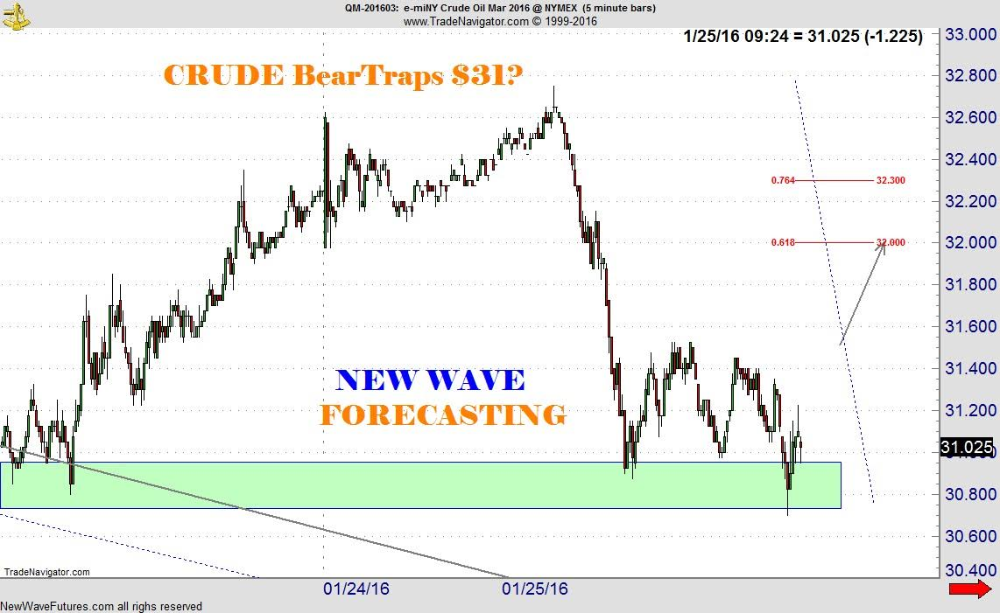 QM-201603: e-miNY Crude Oil Mar 2016 @ NYMEX (5 minute bars)
www.TradeNavigator.com © 1999-2016
1/25/16 09:24 = 31.025 (-1.225)
CRUDE BearTraps $31?
33.000
32.800
32.600
32.400
32.200
32.000
31.800
31.600
31.400
31.200
31.025
30.800
30.600
30.400
0.764 32.300
0.618 32.000
NEW WAVE
FORECASTING
TradeNavigator.com
01/24/16 01/25/16
NewWaveFutures.com all righs reserved